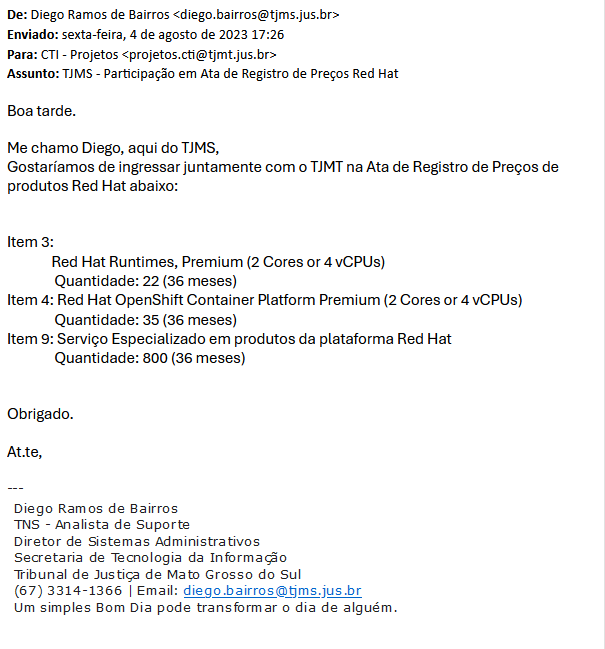 De: Diego Ramos de Bairros <diego.bairros@tjms.jus.br>
Enviado: sexta-feira, 4 de agosto de 2023 17:26
Para: CTI - Projetos <projetos.cti@tjmt.jus.br>
Assunto: TJMS - Participação em Ata de Registro de Preços Red Hat
Boa tarde.
Me chamo Diego, aqui do TJMS,
Gostaríamos de ingressar juntamente com o TJMT na Ata de Registro de Preços de
produtos Red Hat abaixo:
Item 3:
Red Hat Runtimes, Premium (2 Cores or 4 vCPUs)
Quantidade: 22 (36 meses)
Item 4: Red Hat OpenShift Container Platform Premium (2 Cores or 4 vCPUs)
Quantidade: 35 (36 meses)
Item 9: Serviço Especializado em produtos da plataforma Red Hat
Quantidade: 800 (36 meses)
Obrigado.
At.te,
---
Diego Ramos de Bairros
TNS - Analista de Suporte
Diretor de Sistemas Administrativos
Secretaria de Tecnologia da Informação
Tribunal de Justiça de Mato Grosso do Sul
(67) 3314-1366 | Email: diego.bairros@tjms.jus.br
Um simples Bom Dia pode transformar o dia de alguém.